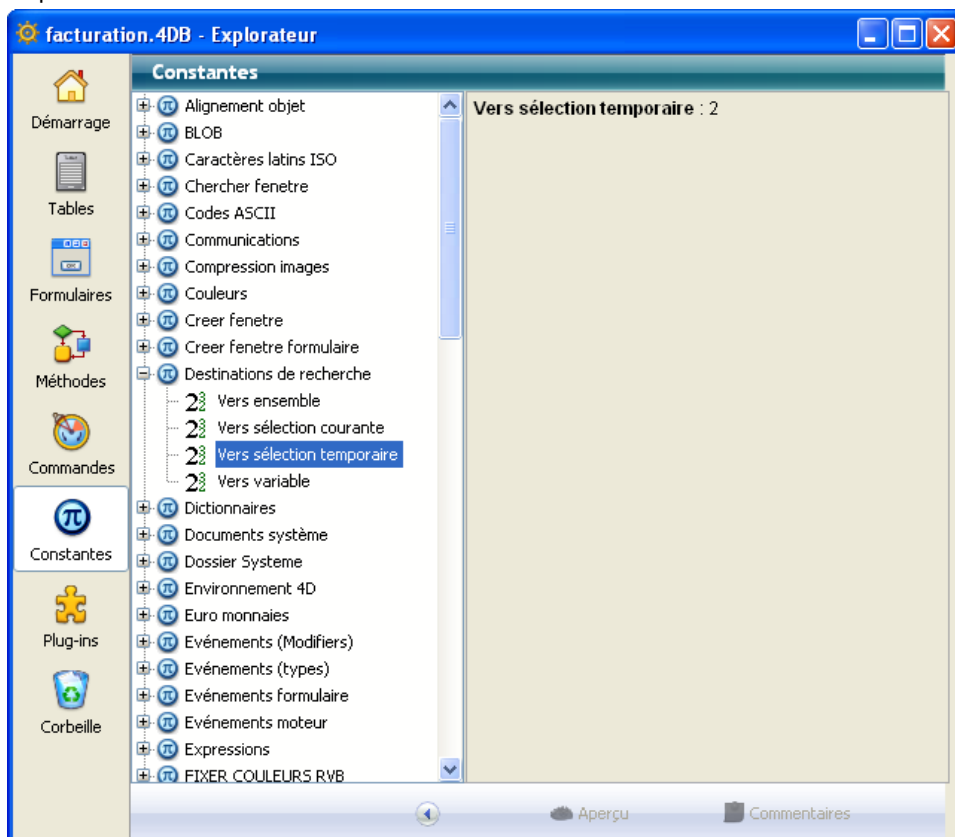 facturation.4DB - Explorateur
Constantes
Démarrage
Tables
Formulaires
Méthodes
Commandes
Constantes
Plug-ins
Corbeille
Alignement objet
BLOB
Caractères latins ISO
Chercher fenetre
Codes ASCII
Communications
Compression images
Couleurs
Creer fenetre
Creer fenetre formulaire
Destinations de recherche
Vers ensemble
Vers sélection courante
Vers sélection temporaire
Vers variable
Dictionnaires
Documents système
Dossier Systeme
Environnement 4D
Euro monnaies
Evénements (Modifiers)
Evénements (types)
Evénements formulaire
Evénements moteur
Expressions
FIXER COULEURS RVB
Vers sélection temporaire : 2
Aperçu
Commentaires